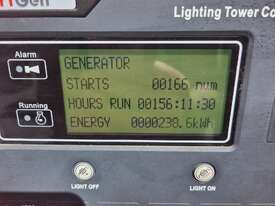 Gen
Lighting Tower Co
Alarm
GENERATOR
STARTS 00166 num
HOURS RUN 00156:11:30
Running
ENERGY 0000238.6kWh
LIGHT OFF
LIGHT ON